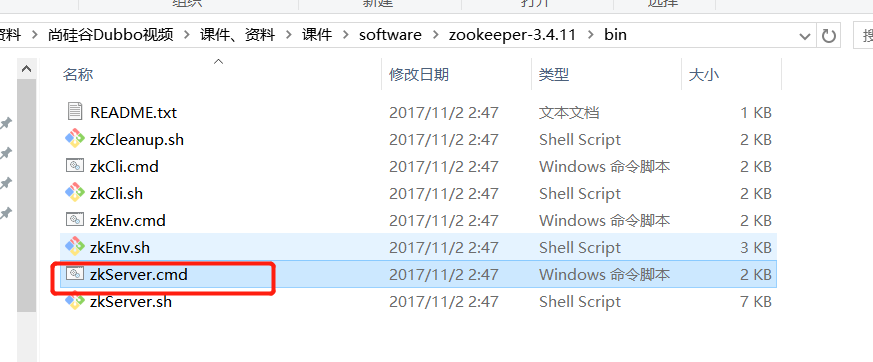 组织 新建 打开 选择
资料 › 尚硅谷Dubbo视频 › 课件、资料 › 课件 › software › zookeeper-3.4.11 › bin
名称 修改日期 类型 大小
README.txt 2017/11/2 2:47 文本文档 1 KB
zkCleanup.sh 2017/11/2 2:47 Shell Script 2 KB
zkCli.cmd 2017/11/2 2:47 Windows 命令脚本 2 KB
zkCli.sh 2017/11/2 2:47 Shell Script 2 KB
zkEnv.cmd 2017/11/2 2:47 Windows 命令脚本 2 KB
zkEnv.sh 2017/11/2 2:47 Shell Script 3 KB
zkServer.cmd 2017/11/2 2:47 Windows 命令脚本 2 KB
zkServer.sh 2017/11/2 2:47 Shell Script 7 KB